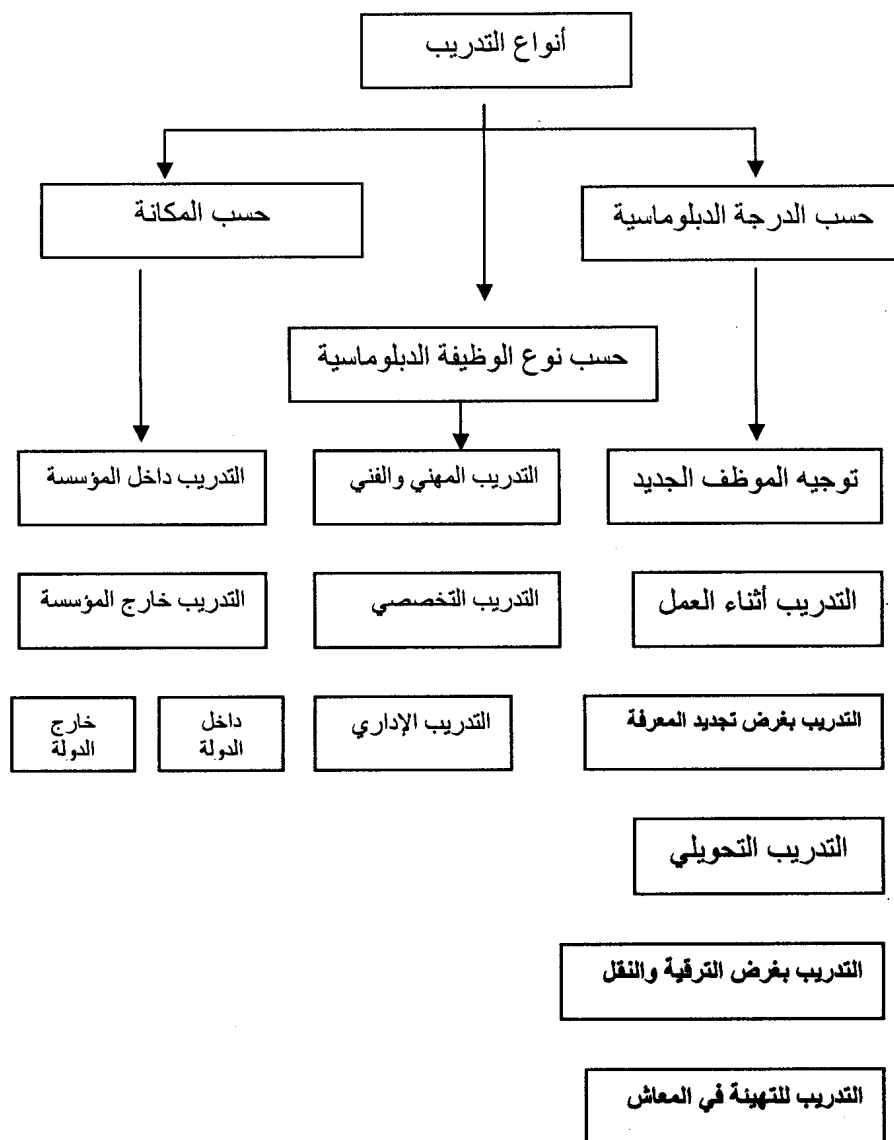 أنواع التدريب
حسب الدرجة الدبلوماسية
حسب المكانة
حسب نوع الوظيفة الدبلوماسية
توجيه الموظف الجديد
التدريب المهني والفني
التدريب داخل المؤسسة
التدريب أثناء العمل
التدريب التخصصي
التدريب خارج المؤسسة
التدريب بغرض تجديد المعرفة
التدريب الإداري
داخل
الدولة
خارج
الدولة
التدريب التحويلي
التدريب بغرض الترقية والنقل
التدريب للتهيئة في المعاش